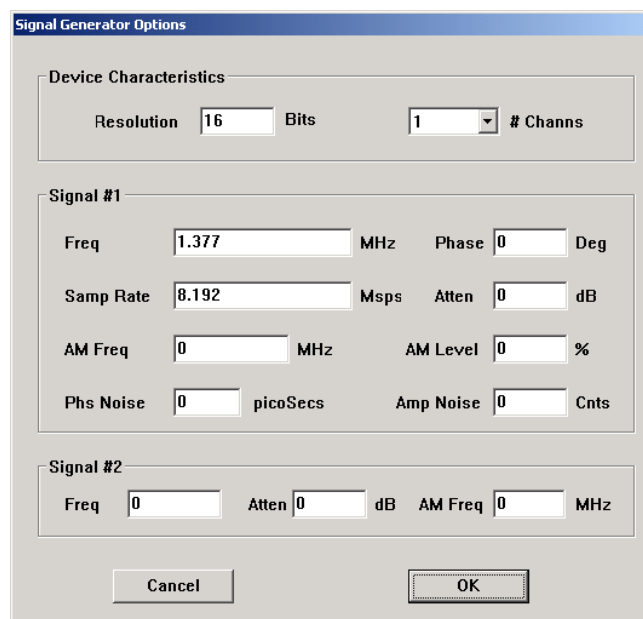 Signal Generator Options
Device Characteristics
Resolution 16 Bits 1 # Channs
Signal #1
Freq 1.377 MHz Phase 0 Deg
Samp Rate 8.192 Msps Atten 0 dB
AM Freq 0 MHz AM Level 0 %
Phs Noise 0 picoSecs Amp Noise 0 Cnts
Signal #2
Freq 0 Atten 0 dB AM Freq 0 MHz
Cancel OK